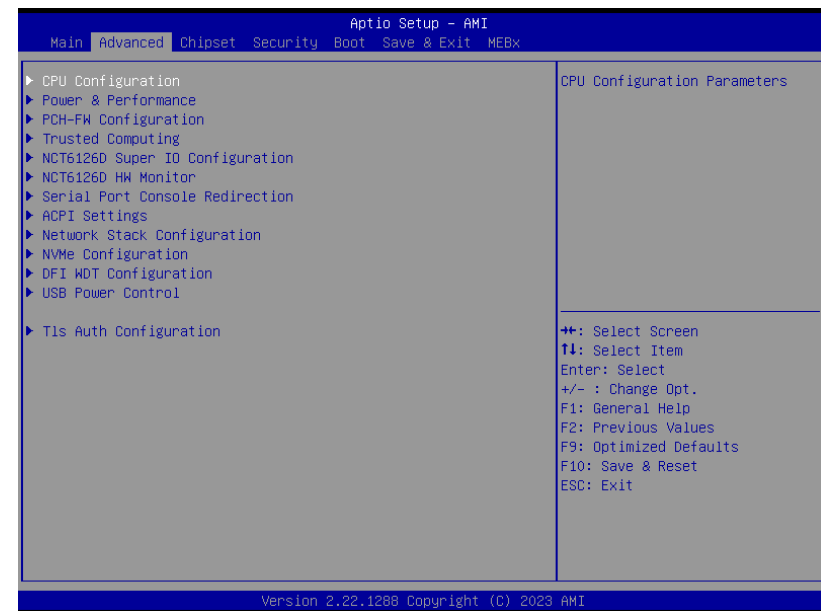 Aptio Setup – AMI
Main Advanced Chipset Security Boot Save & Exit MEBx
▶ CPU Configuration
▶ Power & Performance
▶ PCH-FW Configuration
▶ Trusted Computing
▶ NCT6126D Super IO Configuration
▶ NCT6126D HW Monitor
▶ Serial Port Console Redirection
▶ ACPI Settings
▶ Network Stack Configuration
▶ NVMe Configuration
▶ DFI WDT Configuration
▶ USB Power Control
▶ Tls Auth Configuration
CPU Configuration Parameters
→←: Select Screen
↑↓: Select Item
Enter: Select
+/- : Change Opt.
F1: General Help
F2: Previous Values
F9: Optimized Defaults
F10: Save & Reset
ESC: Exit
Version 2.22.1288 Copyright (C) 2023 AMI